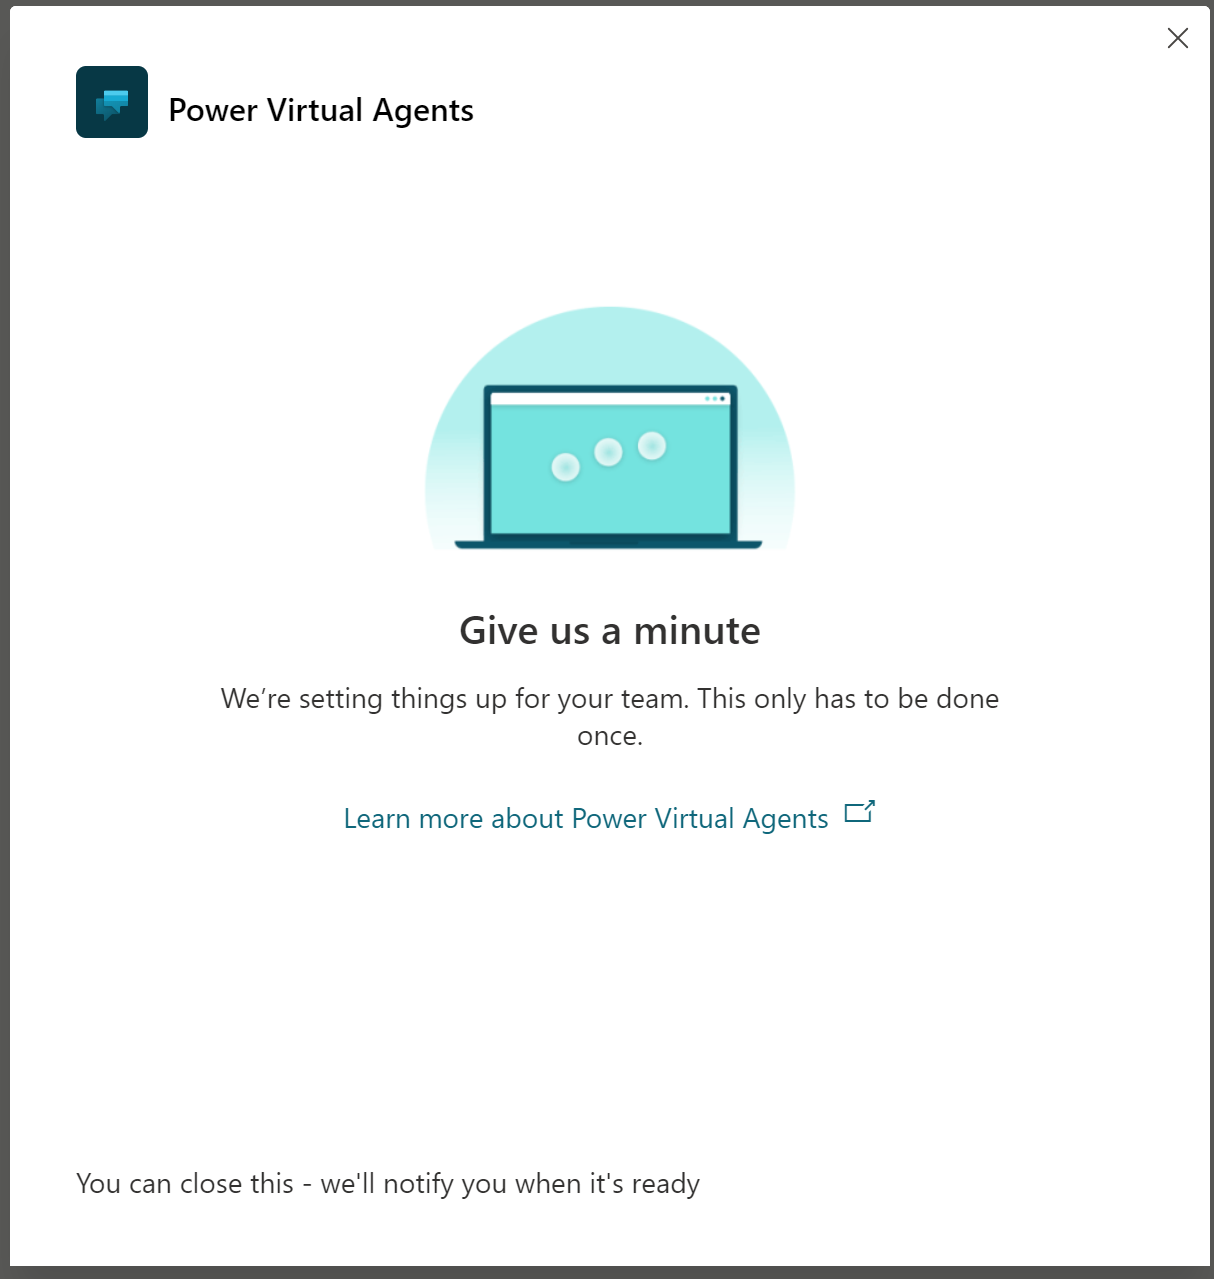 Power Virtual Agents
Give us a minute
We’re setting things up for your team. This only has to be done
once.
Learn more about Power Virtual Agents
You can close this - we'll notify you when it's ready